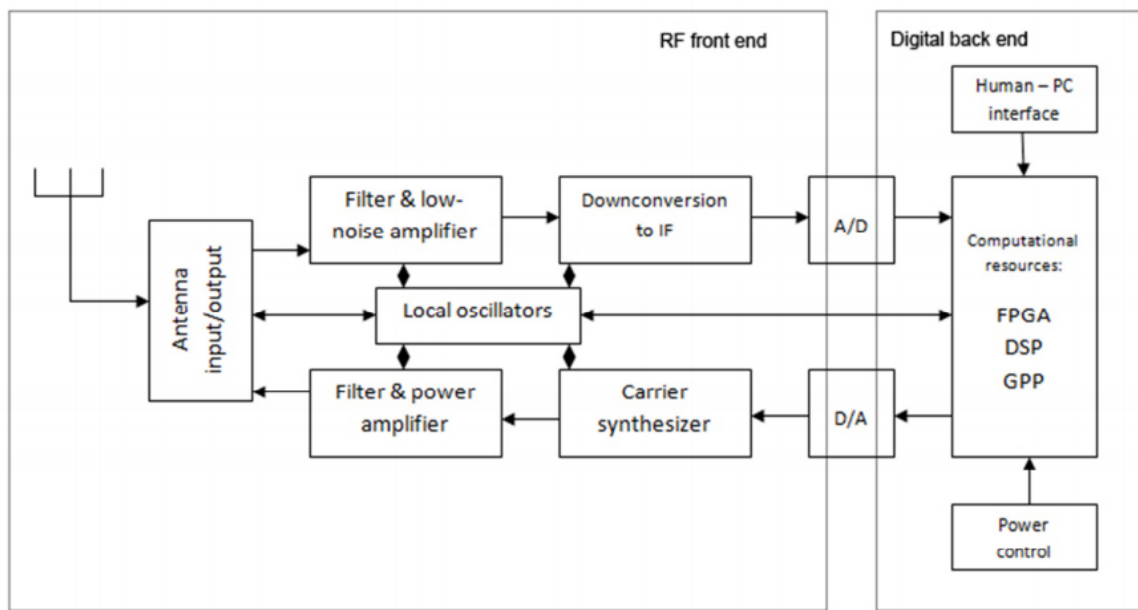 RF front end
Digital back end
Human – PC
interface
Filter & low-
noise amplifier
Downconversion
to IF
A/D
Computational
resources:
FPGA
DSP
GPP
Antenna
input/output
Local oscillators
Filter & power
amplifier
Carrier
synthesizer
D/A
Power
control